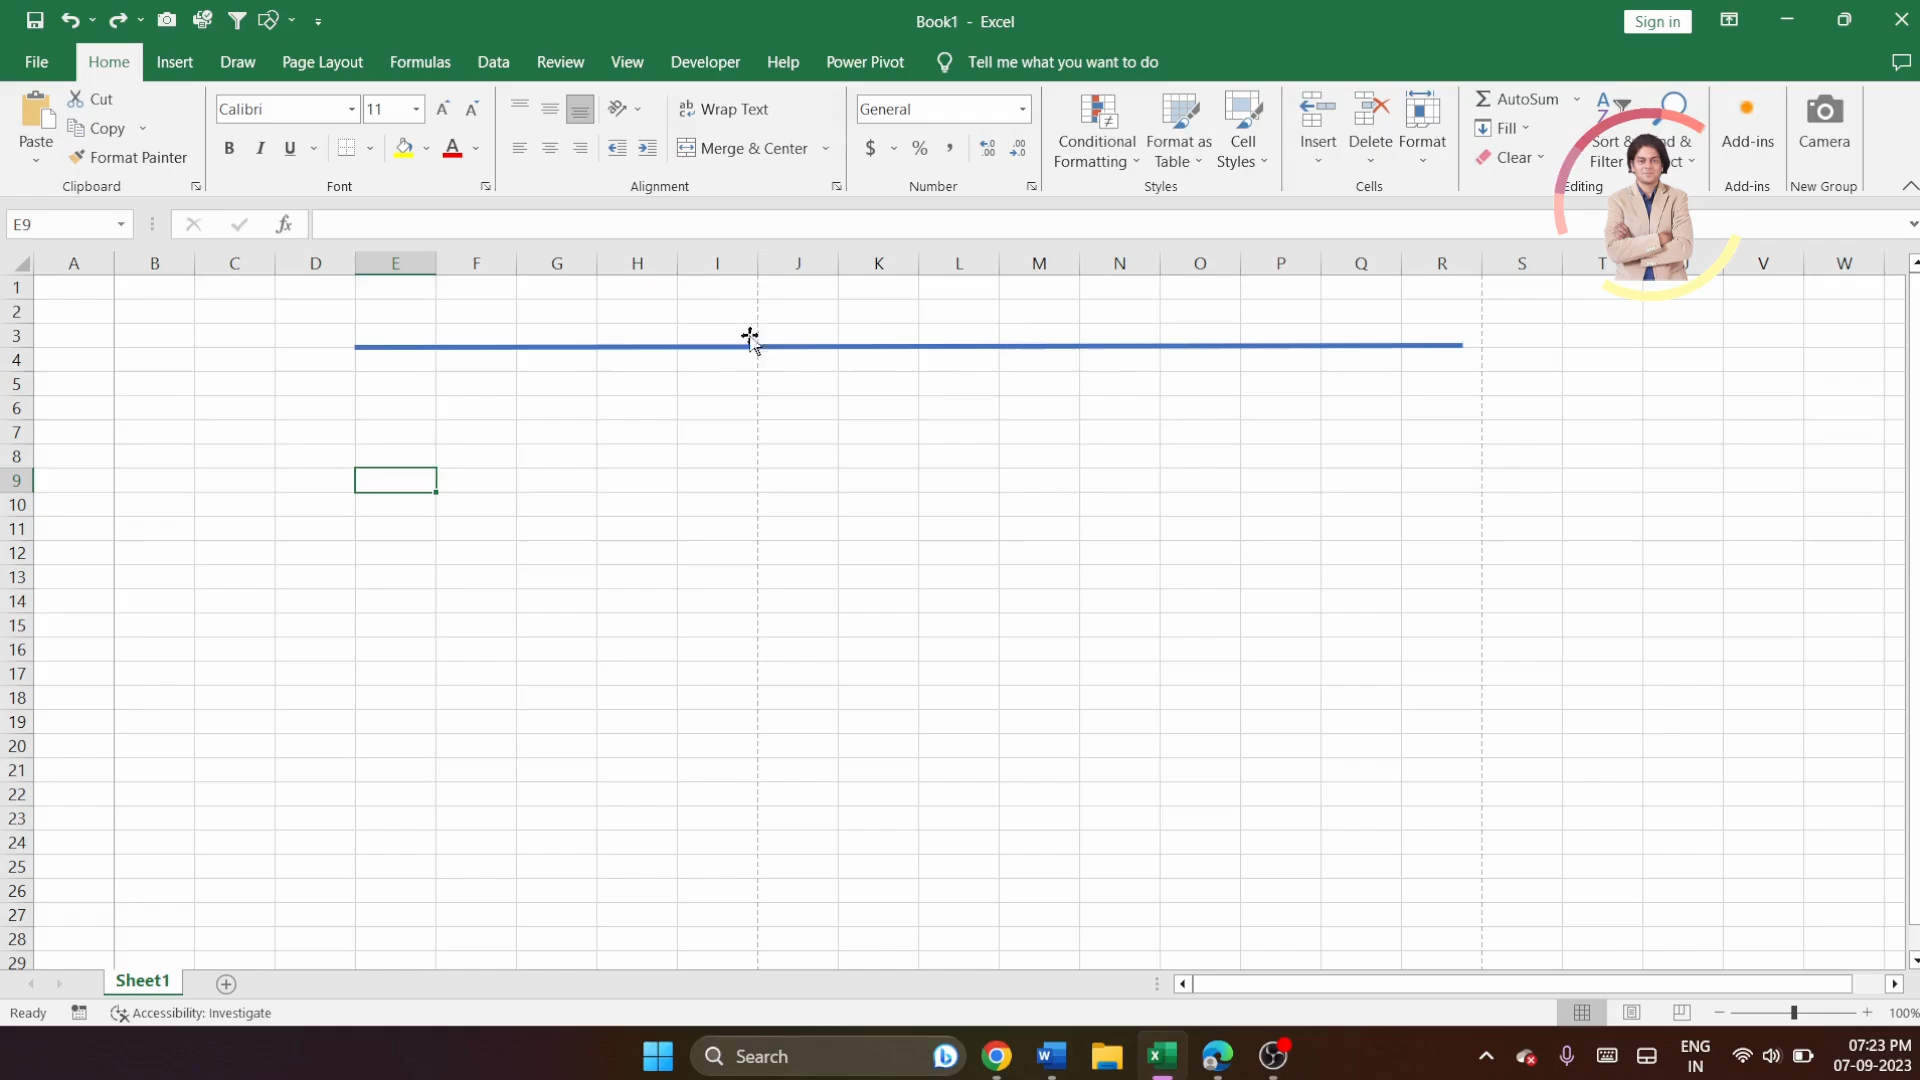 Book1 - Excel
Sign in
File Home Insert Draw Page Layout Formulas Data Review View Developer Help Power Pivot Tell me what you want to do
Paste
Cut
Copy
Format Painter
Clipboard
Calibri 11
B I U A
Font
ab Wrap Text
Merge & Center
Alignment
General
$ % , .00 .0
Number
Conditional Formatting
Format as Table
Cell Styles
Styles
Insert Delete Format
Cells
Σ AutoSum
Fill
Clear
Sort &
Filter
Editing
Add-ins
Add-ins
Camera
New Group
E9
fx
A B C D E F G H I J K L M N O P Q R S T V W
1
2
3
4
5
6
7
8
9
10
11
12
13
14
15
16
17
18
19
20
21
22
23
24
25
26
27
28
29
Sheet1
Ready Accessibility: Investigate 100%
Search
ENG
IN
07:23 PM
07-09-2023